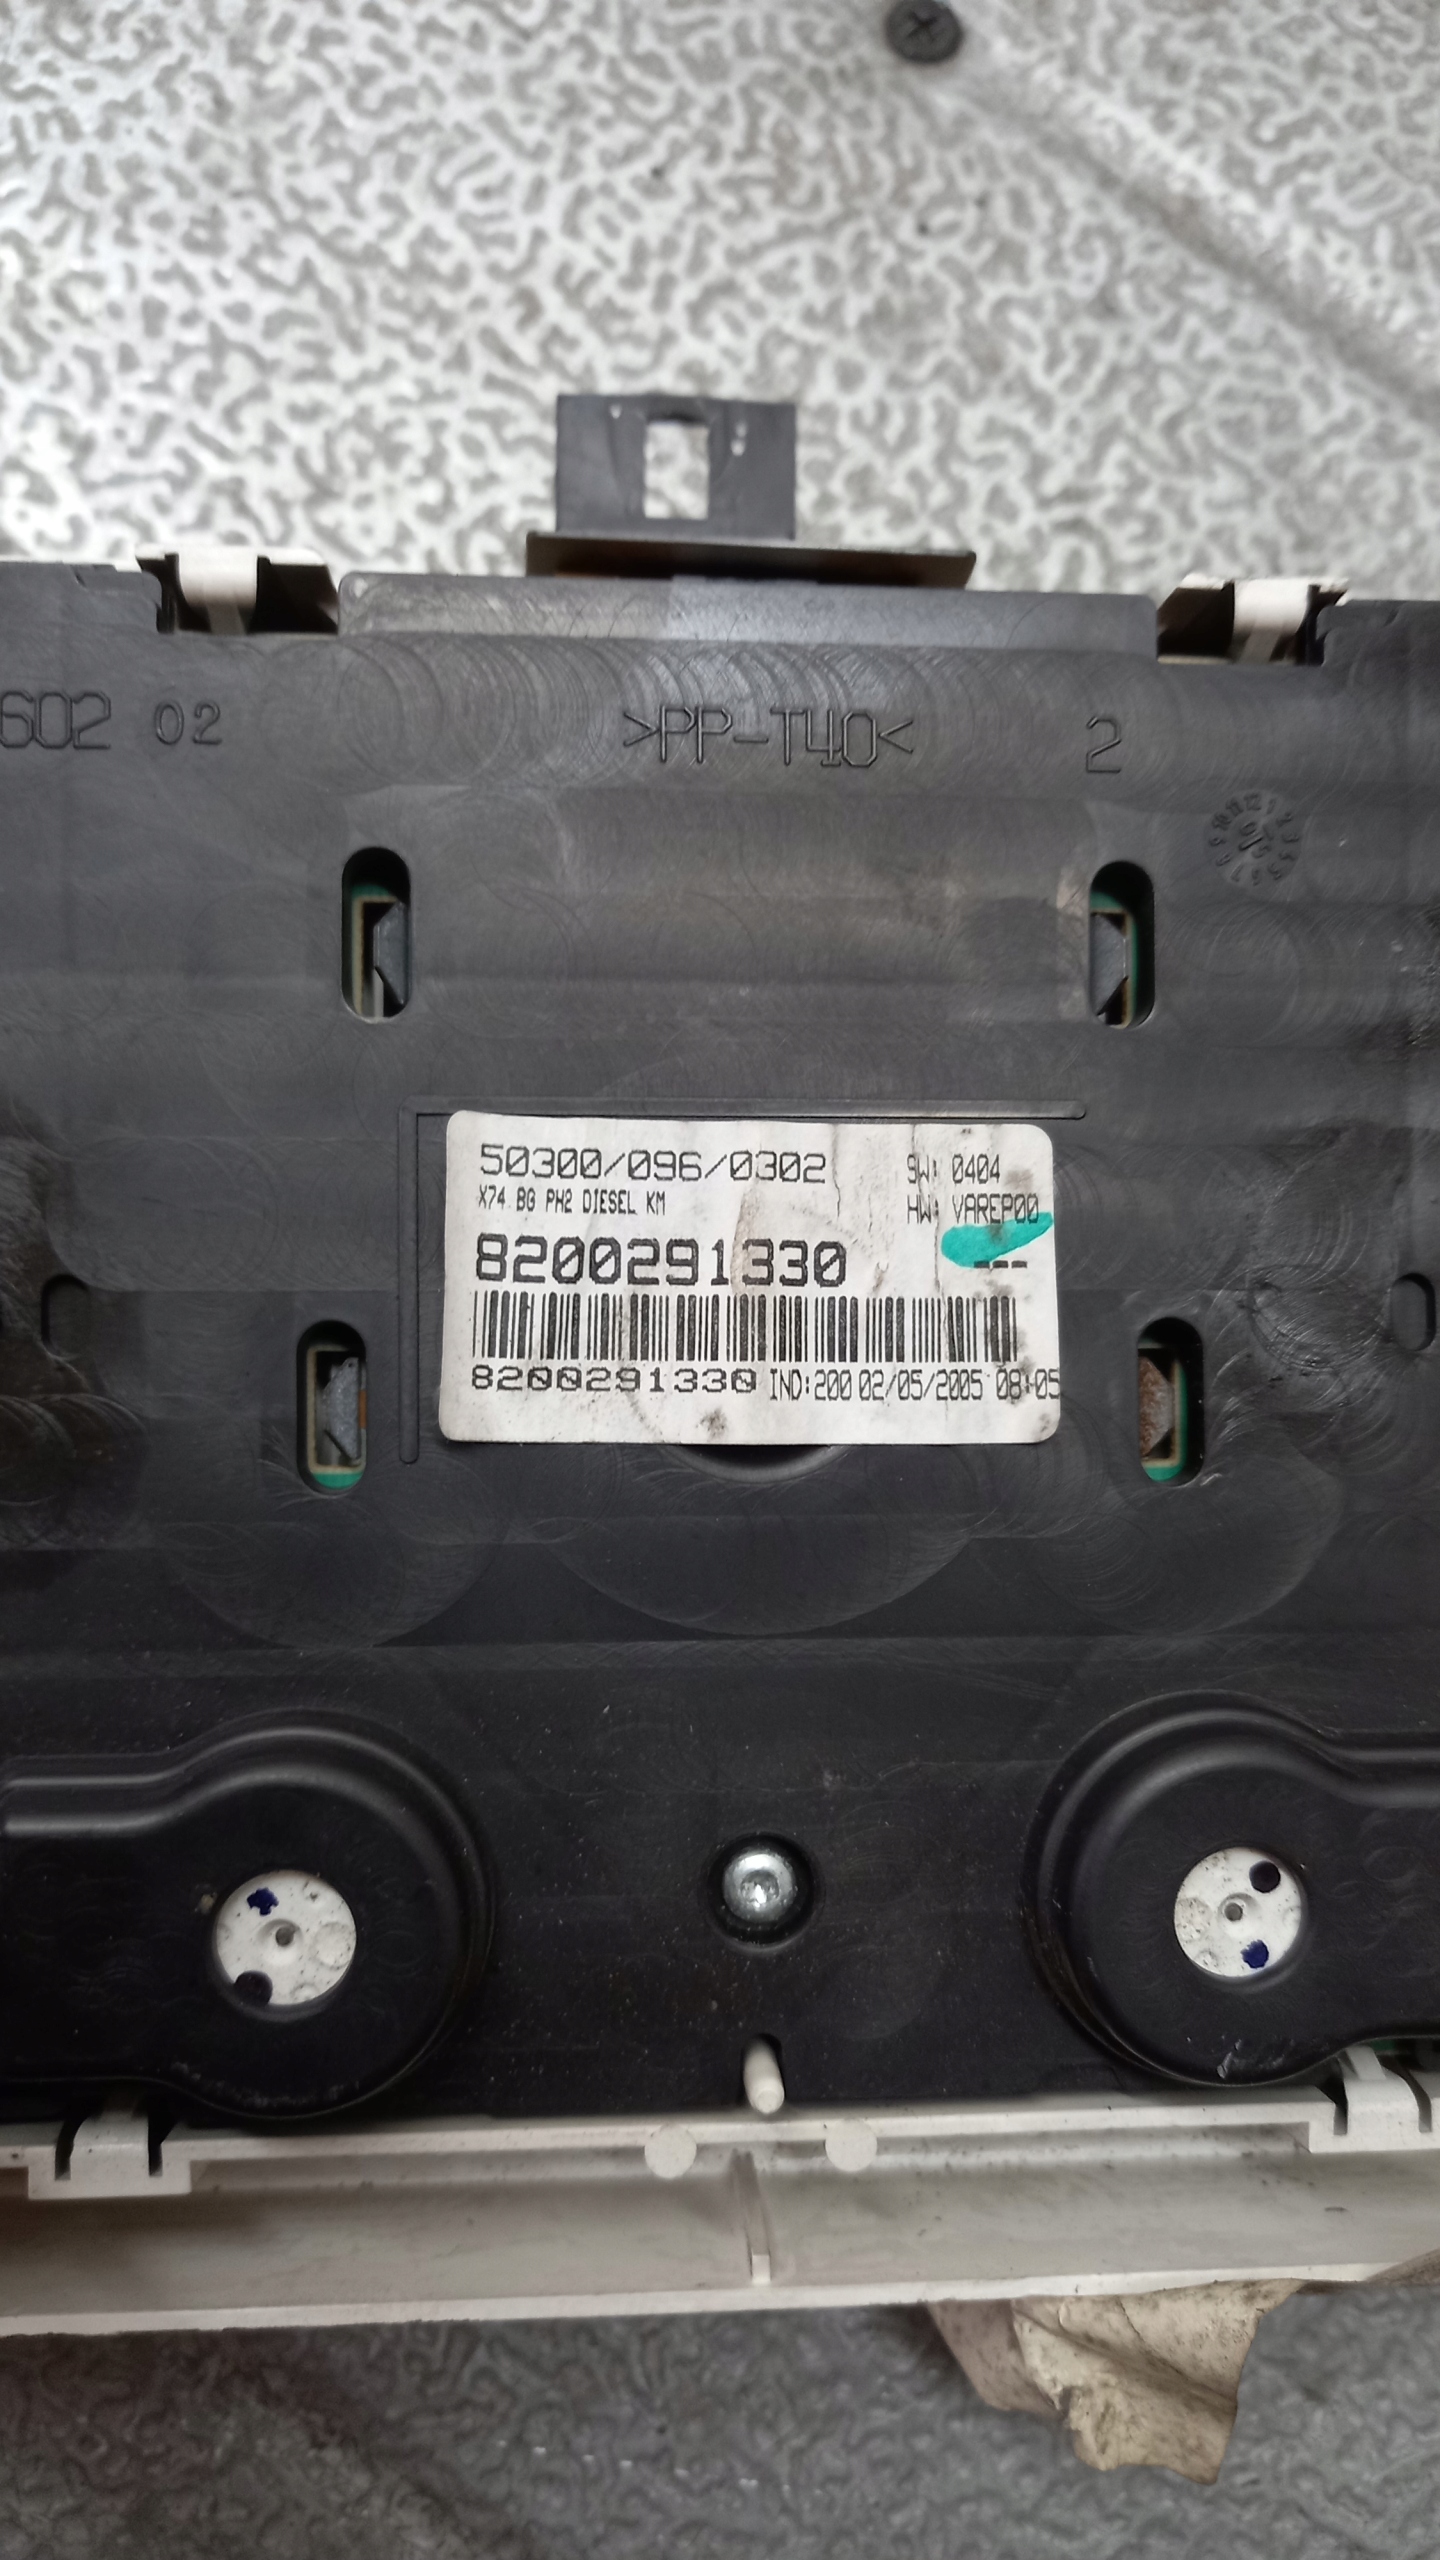 602 02
>PP-T40<
2
50300/096/0302
SW: 0404
X74 BG PH2 DIESEL KM
HW: VAREP00
8200291330
---
8200291330 IND:200 02/05/2005 08:05